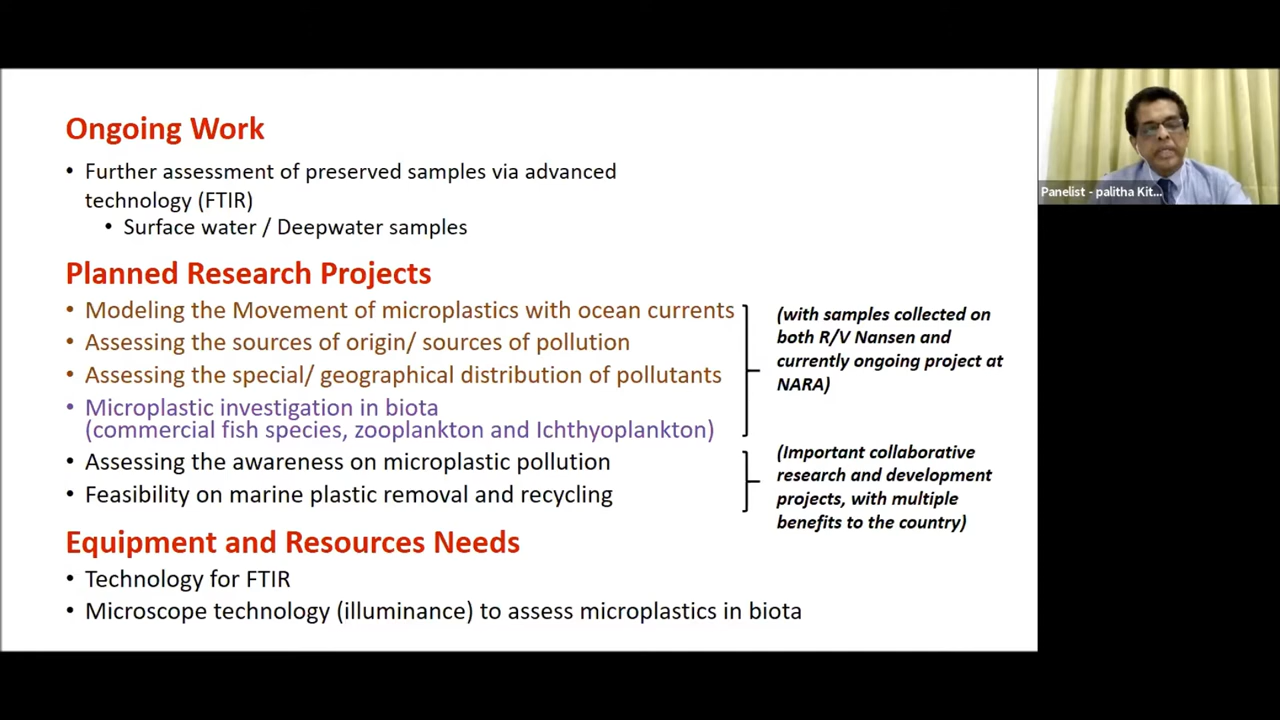 Ongoing Work
• Further assessment of preserved samples via advanced
technology (FTIR)
• Surface water / Deepwater samples
Planned Research Projects
• Modeling the Movement of microplastics with ocean currents
• Assessing the sources of origin/ sources of pollution
• Assessing the special/ geographical distribution of pollutants
• Microplastic investigation in biota
(commercial fish species, zooplankton and Ichthyoplankton)
(with samples collected on
both R/V Nansen and
currently ongoing project at
NARA)
• Assessing the awareness on microplastic pollution
• Feasibility on marine plastic removal and recycling
(Important collaborative
research and development
projects, with multiple
benefits to the country)
Equipment and Resources Needs
• Technology for FTIR
• Microscope technology (illuminance) to assess microplastics in biota
Panelist - palitha Kit...